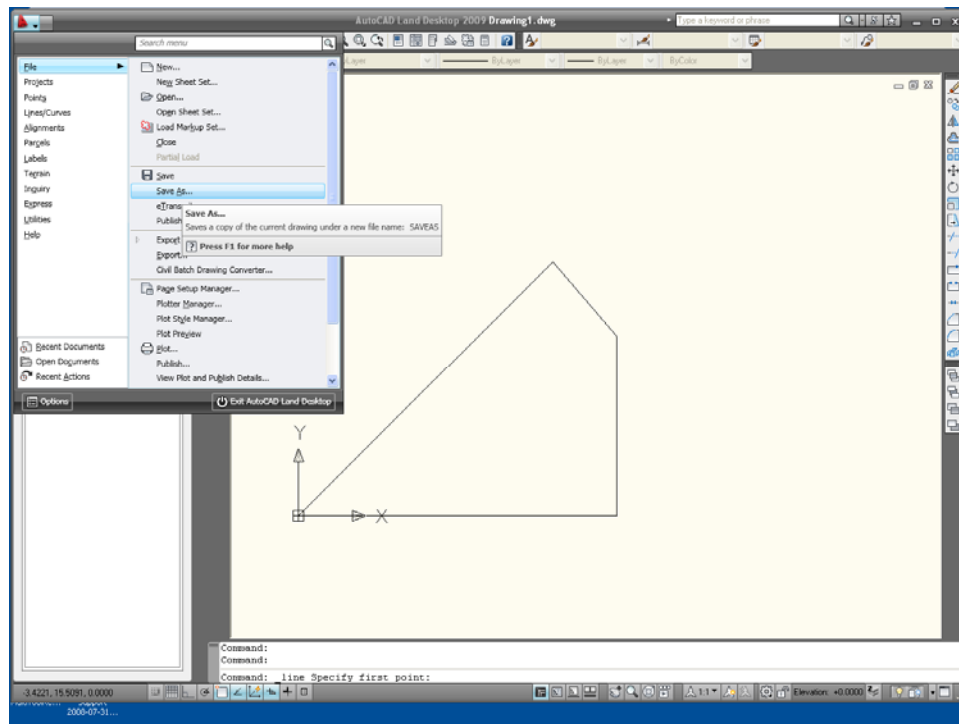 AutoCAD Land Desktop 2009 Drawing1.dwg
Type a keyword or phrase
Search menu
ByLayer
ByLayer
ByColor
File
Projects
Points
Lines/Curves
Alignments
Parcels
Labels
Terrain
Inquiry
Express
Utilities
Help
New...
New Sheet Set...
Open...
Open Sheet Set...
Load Markup Set...
Close
Partial Load
Save
Save As...
Save As...
Saves a copy of the current drawing under a new file name: SAVEAS
Press F1 for more help
Publish
Export
Export...
Civil Batch Drawing Converter...
Page Setup Manager...
Plotter Manager...
Plot Style Manager...
Plot Preview
Plot...
Publish...
View Plot and Publish Details...
Recent Documents
Open Documents
Recent Actions
Options
Exit AutoCAD Land Desktop
Y
X
Command:
Command:
Command: _line Specify first point:
-3.4221, 15.5091, 0.0000
1:1
Elevation: +0.0000
2008-07-31...